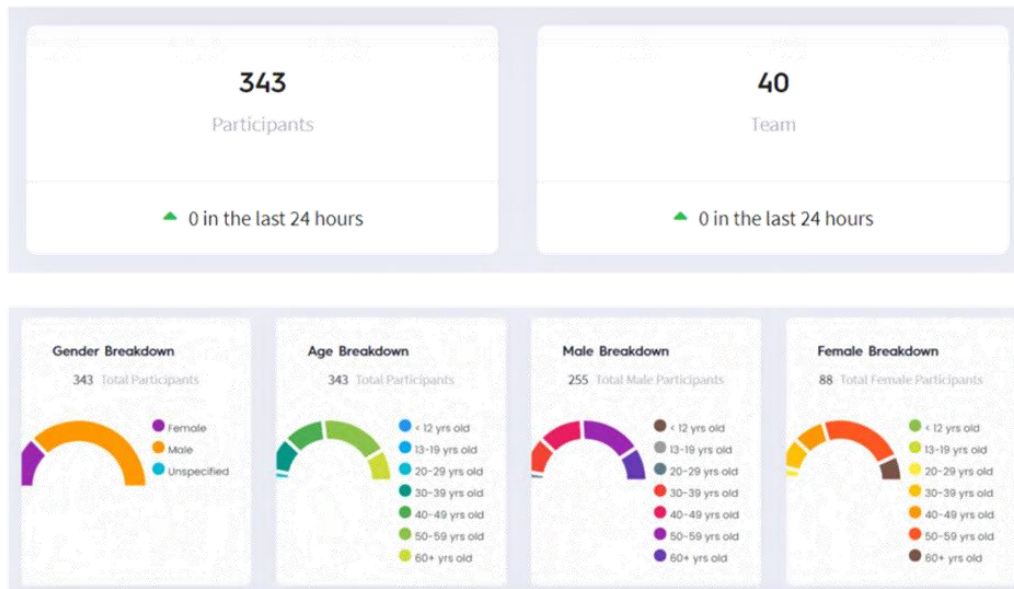 343
Participants
0 in the last 24 hours
40
Team
0 in the last 24 hours
Gender Breakdown
343 Total Participants
Female
Male
Unspecified
Age Breakdown
343 Total Participants
< 12 yrs old
13-19 yrs old
20-29 yrs old
30-39 yrs old
40-49 yrs old
50-59 yrs old
60+ yrs old
Male Breakdown
255 Total Male Participants
< 12 yrs old
13-19 yrs old
20-29 yrs old
30-39 yrs old
40-49 yrs old
50-59 yrs old
60+ yrs old
Female Breakdown
88 Total Female Participants
< 12 yrs old
13-19 yrs old
20-29 yrs old
30-39 yrs old
40-49 yrs old
50-59 yrs old
60+ yrs old